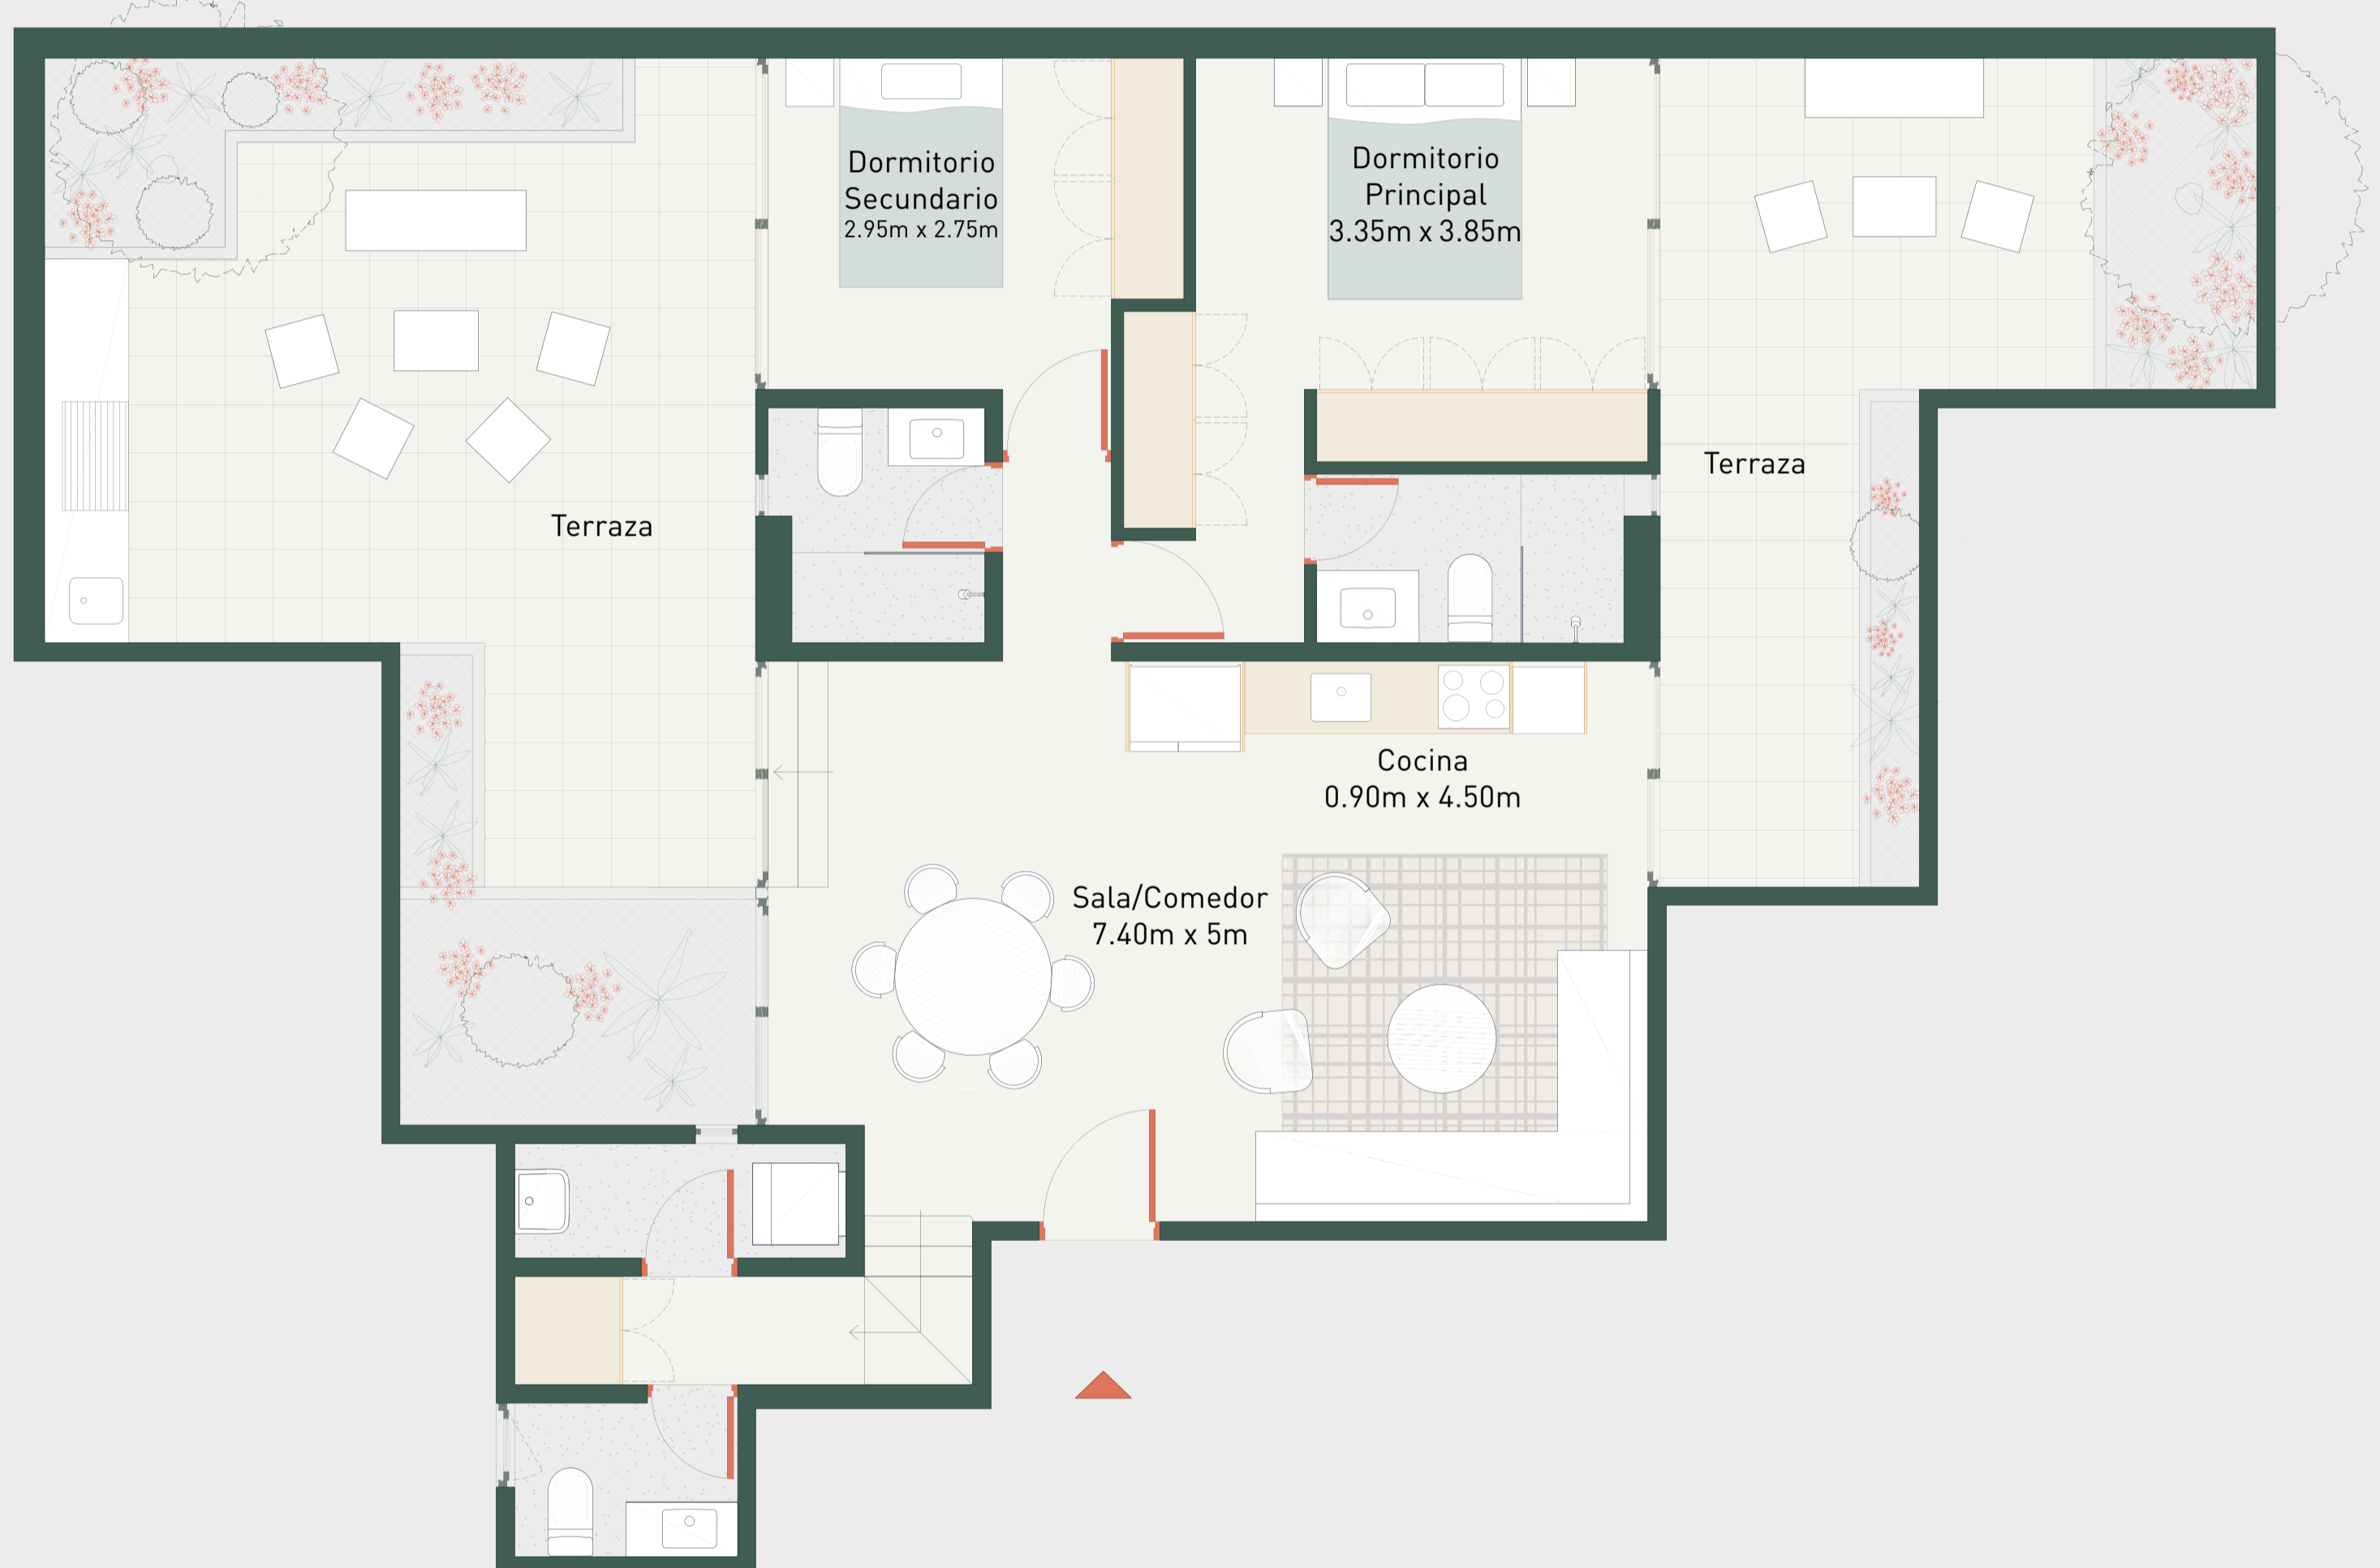 Dormitorio
Secundario
2.95m x 2.75m
Dormitorio
Principal
3.35m x 3.85m
Terraza
Terraza
Cocina
0.90m x 4.50m
Sala/Comedor
7.40m x 5m